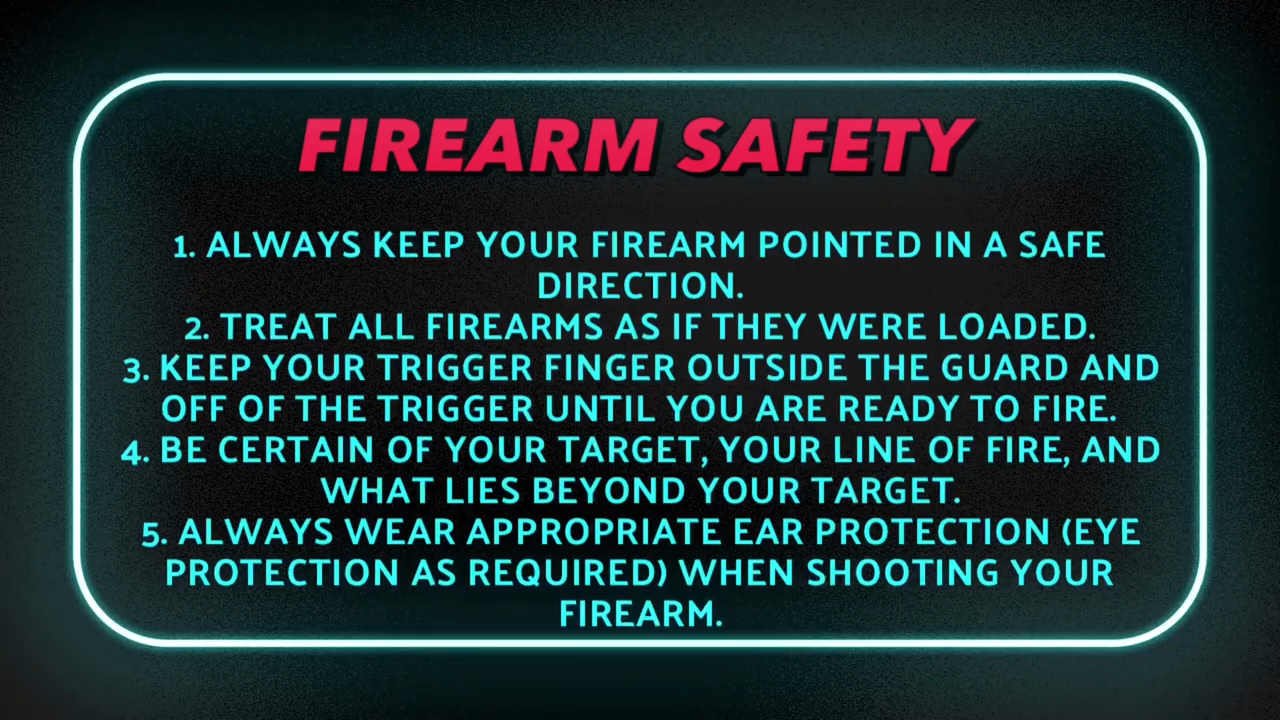 FIREARM SAFETY
1. ALWAYS KEEP YOUR FIREARM POINTED IN A SAFE
DIRECTION.
2. TREAT ALL FIREARMS AS IF THEY WERE LOADED.
3. KEEP YOUR TRIGGER FINGER OUTSIDE THE GUARD AND
OFF OF THE TRIGGER UNTIL YOU ARE READY TO FIRE.
4. BE CERTAIN OF YOUR TARGET, YOUR LINE OF FIRE, AND
WHAT LIES BEYOND YOUR TARGET.
5. ALWAYS WEAR APPROPRIATE EAR PROTECTION (EYE
PROTECTION AS REQUIRED) WHEN SHOOTING YOUR
FIREARM.